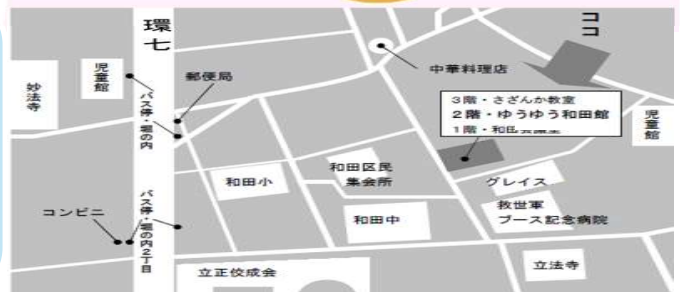 環七
ココ
中華料理店
郵便局
児童館
妙法寺
バス停・堀の内
3階・さざんか教室
2階・ゆうゆう和田館
1階・和田
児童館
和田区民
集会所
和田小
グレイス
救世軍
ブース記念病院
和田中
コンビニ
バス停・堀の内2丁目
立正佼成会
立法寺